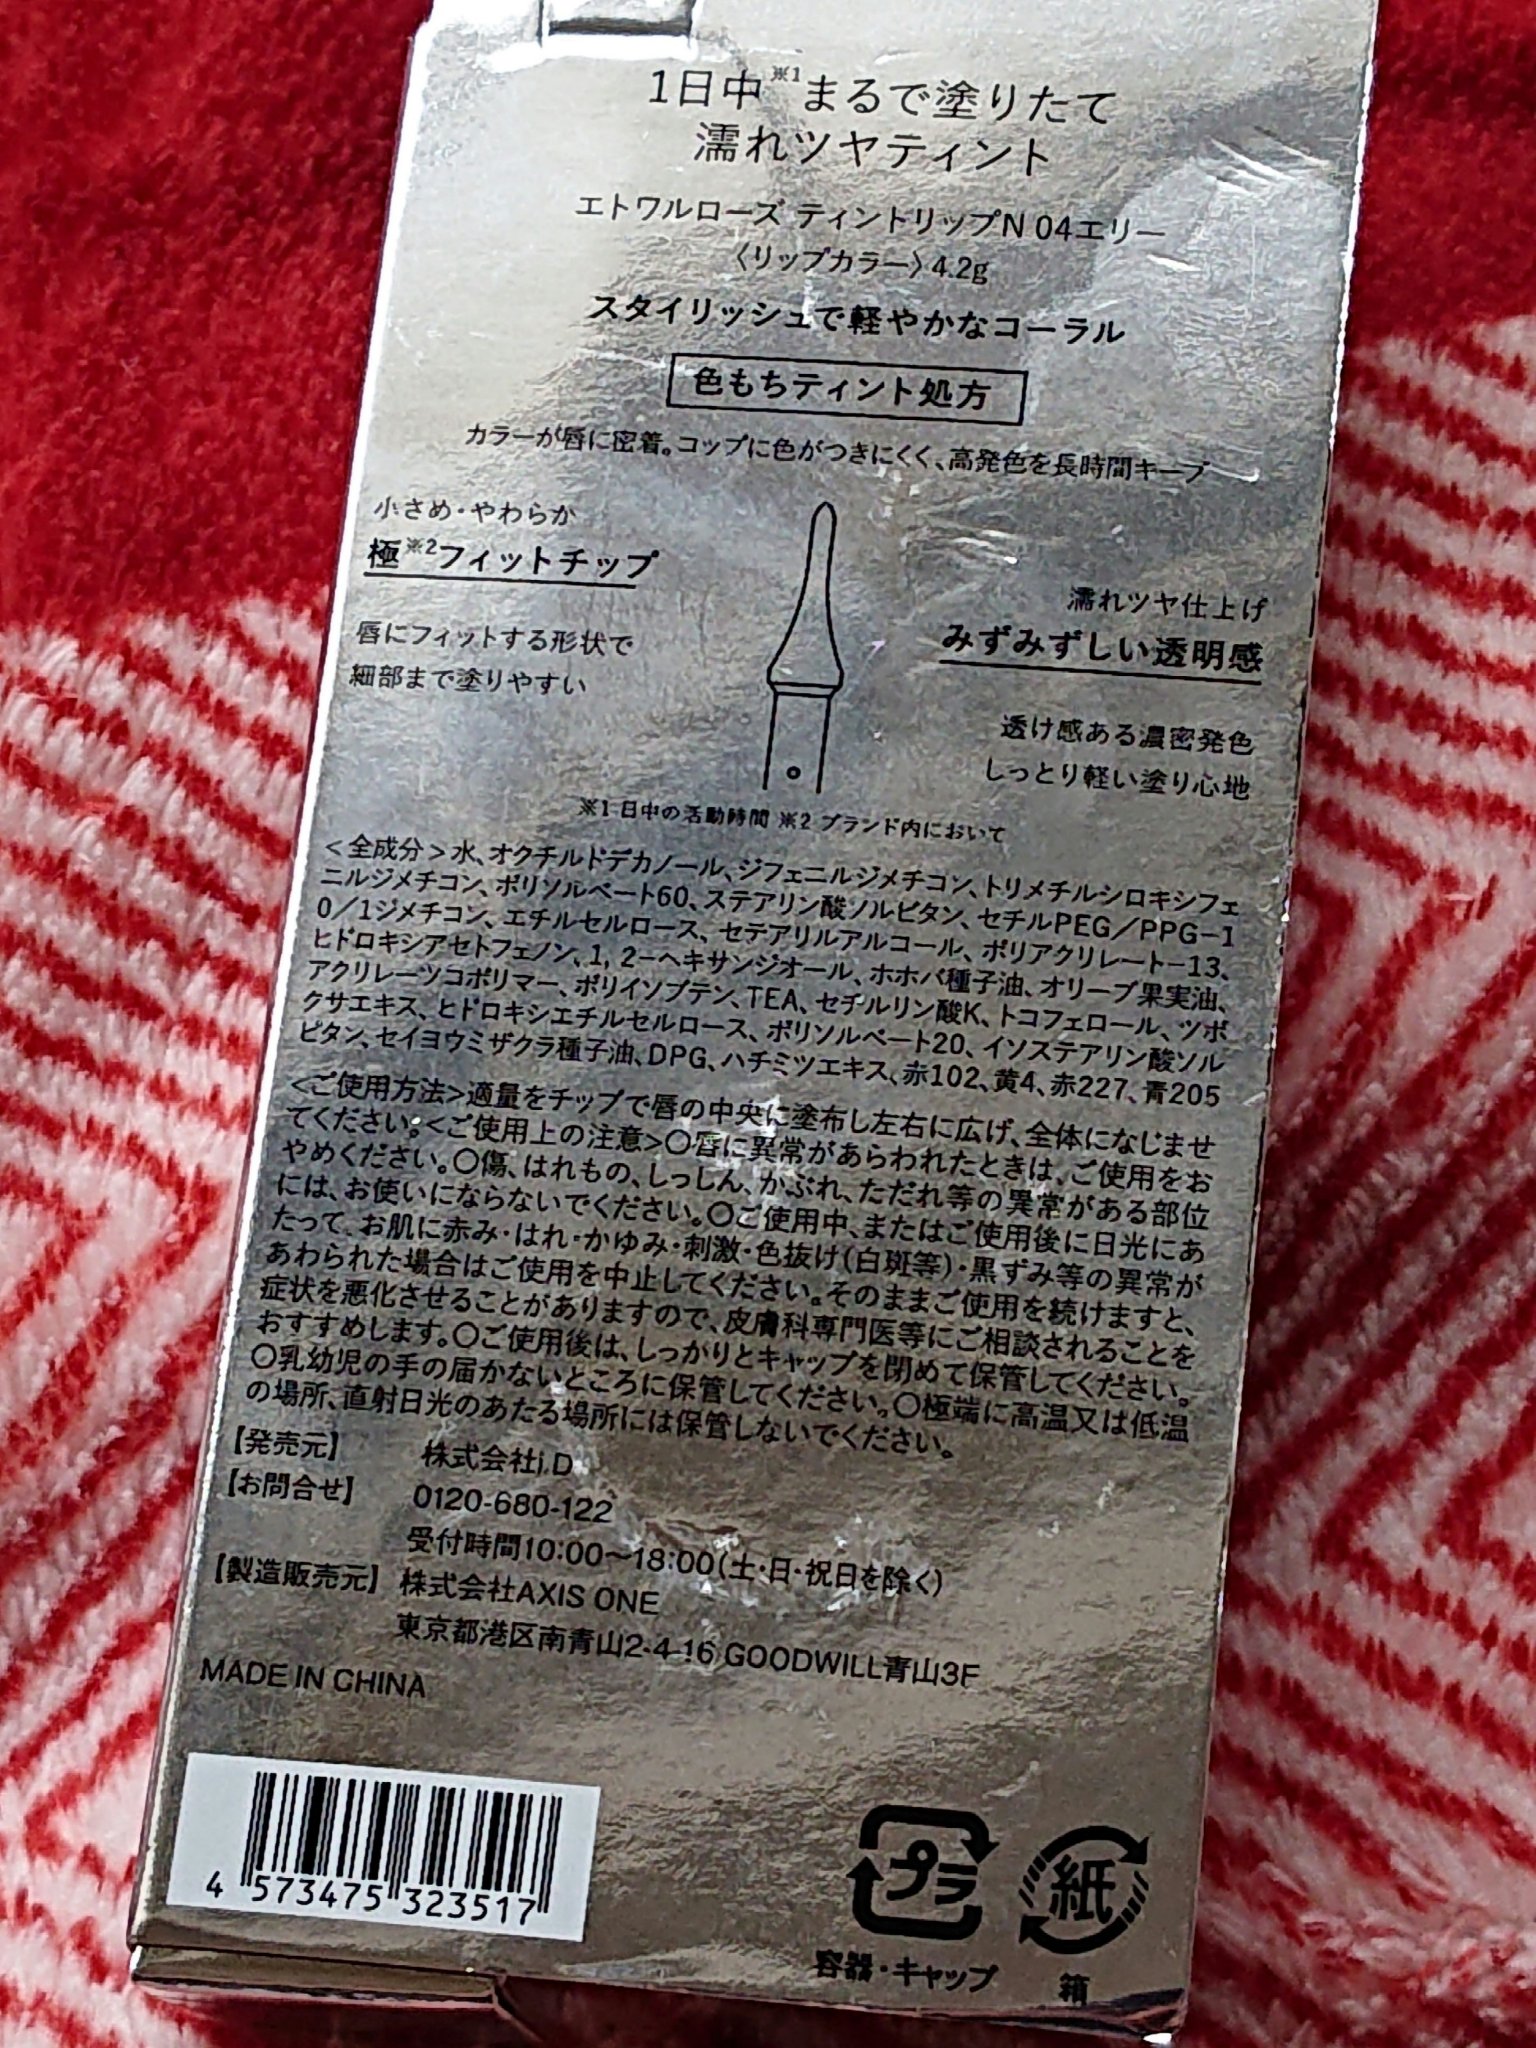 1日中※1まるで塗りたて
濡れツヤティント
エトワルローズ ティントリップN 04エリー
〈リップカラー〉4.2g
スタイリッシュで軽やかなコーラル
色もちティント処方
カラーが唇に密着。コップに色がつきにくく、高発色を長時間キープ
小さめ・やわらか
極※2フィットチップ
唇にフィットする形状で
細部まで塗りやすい
濡れツヤ仕上げ
みずみずしい透明感
透け感ある濃密発色
しっとり軽い塗り心地
※1 日中の活動時間 ※2 ブランド内において
<全成分>水、オクチルドデカノール、ジフェニルジメチコン、トリメチルシロキシフェ
ニルジメチコン、ポリソルベート60、ステアリン酸ソルビタン、セチルPEG/PPG-1
0/1ジメチコン、エチルセルロース、セテアリルアルコール、ポリアクリレート-13、
ヒドロキシアセトフェノン、1, 2-ヘキサンジオール、ホホバ種子油、オリーブ果実油、
アクリレーツコポリマー、ポリイソブテン、TEA、セチルリン酸K、トコフェロール、ツボ
クサエキス、ヒドロキシエチルセルロース、ポリソルベート20、イソステアリン酸ソル
ビタン、セイヨウミザクラ種子油、DPG、ハチミツエキス、赤102、黄4、赤227、青205
<ご使用方法>適量をチップで唇の中央に塗布し左右に広げ、全体になじませ
てください。<ご使用上の注意>○唇に異常があらわれたときは、ご使用をお
やめください。○傷、はれもの、しっしん、かぶれ、ただれ等の異常がある部位
には、お使いにならないでください。○ご使用中、またはご使用後に日光にあ
たって、お肌に赤み・はれ・かゆみ・刺激・色抜け(白斑等)・黒ずみ等の異常が
あわられた場合はご使用を中止してください。そのままご使用を続けますと、
症状を悪化させることがありますので、皮膚科専門医等にご相談されることを
おすすめします。○ご使用後は、しっかりとキャップを閉めて保管してください。
○乳幼児の手の届かないところに保管してください。○極端に高温又は低温
の場所、直射日光のあたる場所には保管しないでください。
【発売元】 株式会社i.D
【お問合せ】 0120-680-122
受付時間10:00〜18:00(土・日・祝日を除く)
【製造販売元】 株式会社AXIS ONE
東京都港区南青山2-4-16 GOODWILL青山3F
MADE IN CHINA
4 573475 323517
プラ
容器・キャップ
紙
箱